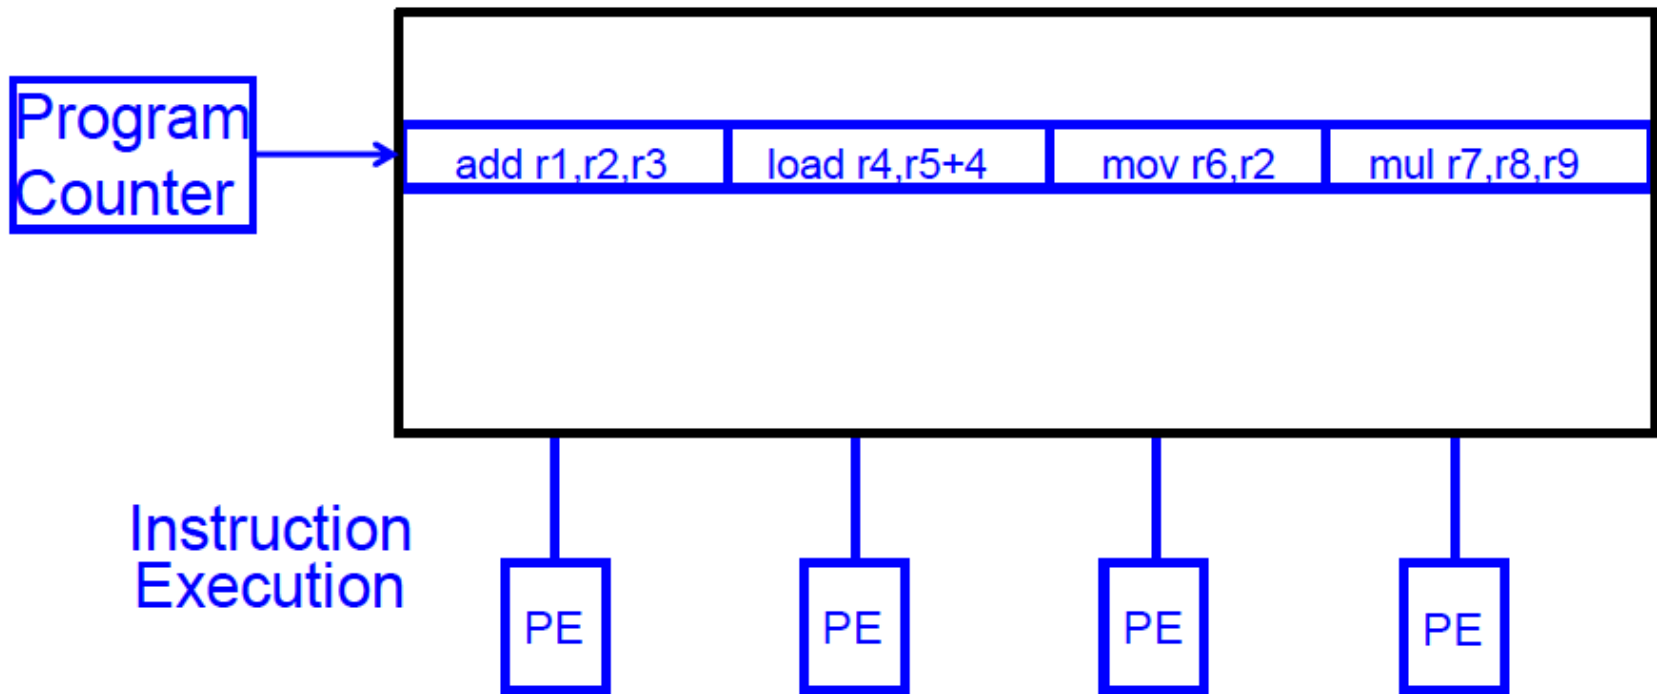 Program
Counter
add r1,r2,r3
load r4,r5+4
mov r6,r2
mul r7,r8,r9
Instruction
Execution
PE
PE
PE
PE